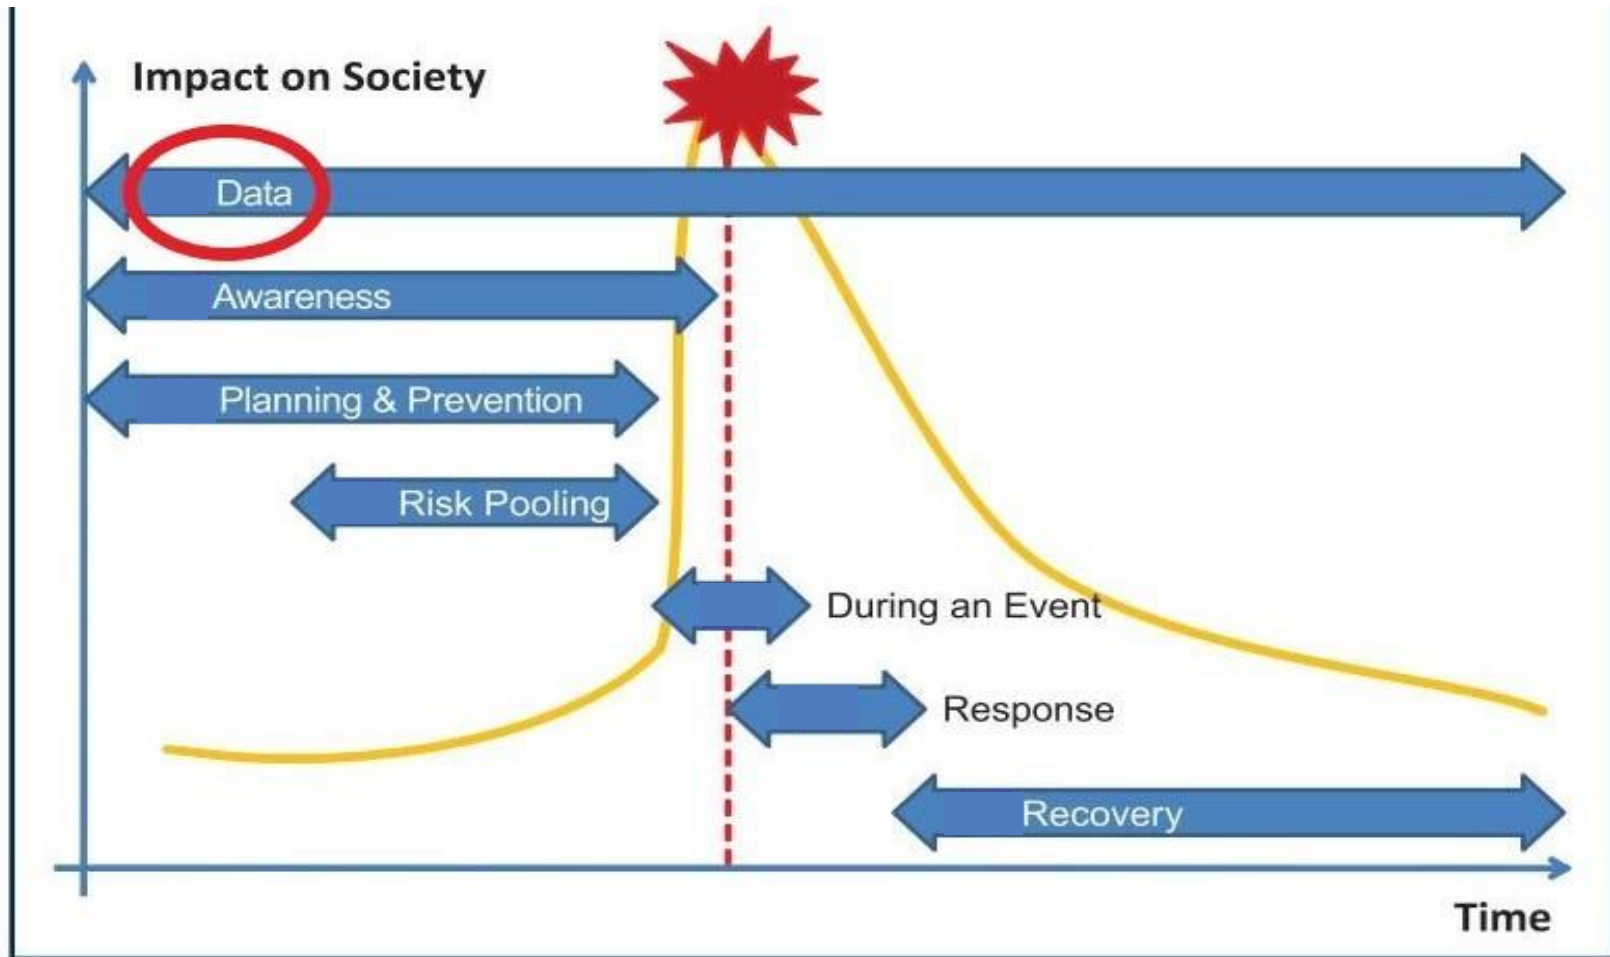 Impact on Society
Data
Awareness
Planning & Prevention
Risk Pooling
During an Event
Response
Recovery
Time